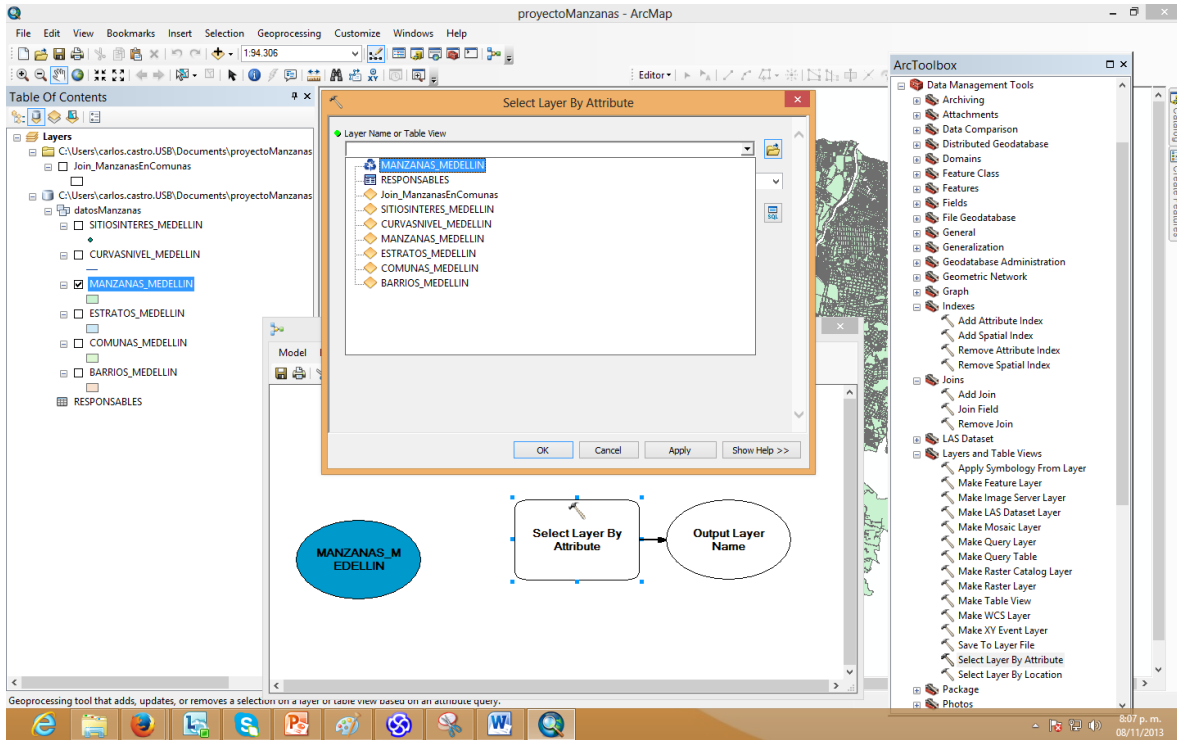 proyectoManzanas - ArcMap
File Edit View Bookmarks Insert Selection Geoprocessing Customize Windows Help
1:94.306
Editor
Table Of Contents
Layers
C:\Users\carlos.castro.USB\Documents\proyectoManzanas
Join_ManzanasEnComunas
C:\Users\carlos.castro.USB\Documents\proyectoManzanas
datosManzanas
SITIOSINTERES_MEDELLIN
CURVASNIVEL_MEDELLIN
MANZANAS_MEDELLIN
ESTRATOS_MEDELLIN
COMUNAS_MEDELLIN
BARRIOS_MEDELLIN
RESPONSABLES
Select Layer By Attribute
Layer Name or Table View
MANZANAS_MEDELLIN
RESPONSABLES
Join_ManzanasEnComunas
SITIOSINTERES_MEDELLIN
CURVASNIVEL_MEDELLIN
MANZANAS_MEDELLIN
ESTRATOS_MEDELLIN
COMUNAS_MEDELLIN
BARRIOS_MEDELLIN
SQL
OK Cancel Apply Show Help >>
Model
MANZANAS_M
EDELLIN
Select Layer By
Attribute
Output Layer
Name
ArcToolbox
Data Management Tools
Archiving
Attachments
Data Comparison
Distributed Geodatabase
Domains
Feature Class
Features
Fields
File Geodatabase
General
Generalization
Geodatabase Administration
Geometric Network
Graph
Indexes
Add Attribute Index
Add Spatial Index
Remove Attribute Index
Remove Spatial Index
Joins
Add Join
Join Field
Remove Join
LAS Dataset
Layers and Table Views
Apply Symbology From Layer
Make Feature Layer
Make Image Server Layer
Make LAS Dataset Layer
Make Mosaic Layer
Make Query Layer
Make Query Table
Make Raster Catalog Layer
Make Raster Layer
Make Table View
Make WCS Layer
Make XY Event Layer
Save To Layer File
Select Layer By Attribute
Select Layer By Location
Package
Photos
Catalog
Create Features
Geoprocessing tool that adds, updates, or removes a selection on a layer or table view based on an attribute query.
8:07 p. m.
08/11/2013